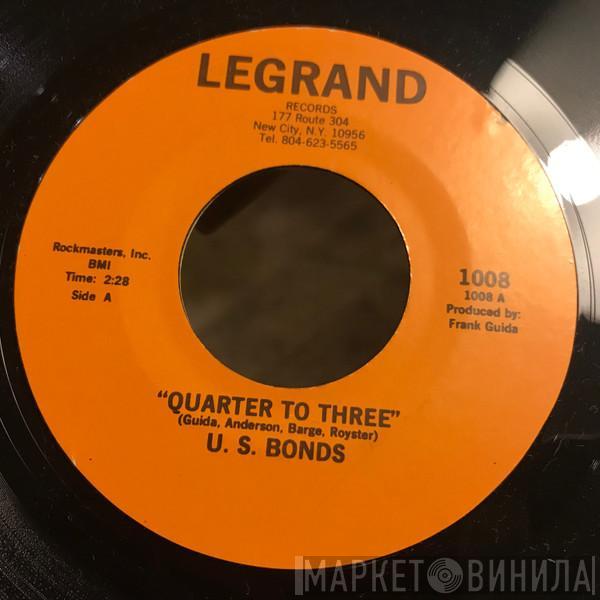 LEGRAND
RECORDS
177 Route 304
New City, N.Y. 10956
Tel. 804-623-5565
Rockmasters, Inc.
BMI
Time: 2:28
Side A
1008
1008 A
Produced by:
Frank Guida
"QUARTER TO THREE"
(Guida, Anderson, Barge, Royster)
U. S. BONDS
МАРКЕТ ВИНИЛА